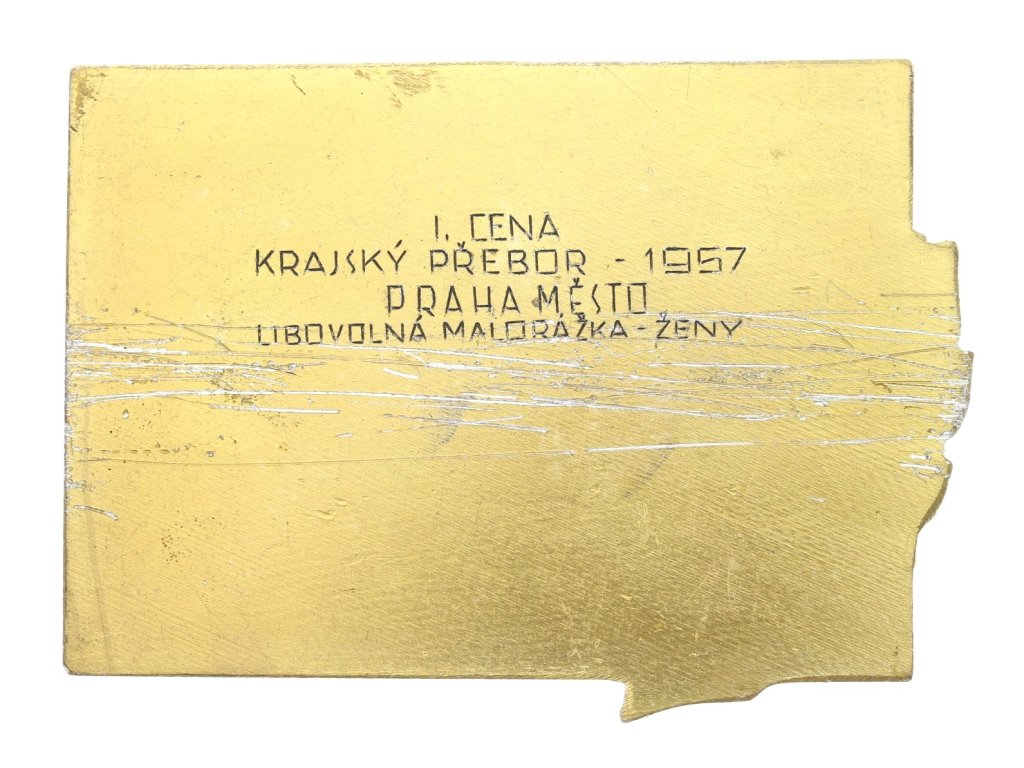 I. CENA
KRAJSKÝ PŘEBOR - 1957
PRAHA MĚSTO
LIBOVOLNÁ MALORÁŽKA - ŽENY